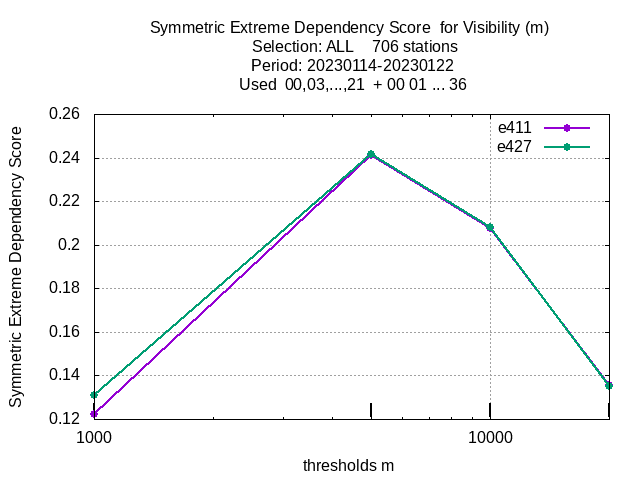 Symmetric Extreme Dependency Score for Visibility (m)
Selection: ALL 706 stations
Period: 20230114-20230122
Used 00,03,...,21 + 00 01 ... 36
Symmetric Extreme Dependency Score
0.26
0.24
0.22
0.2
0.18
0.16
0.14
0.12
e411
e427
1000
10000
thresholds m